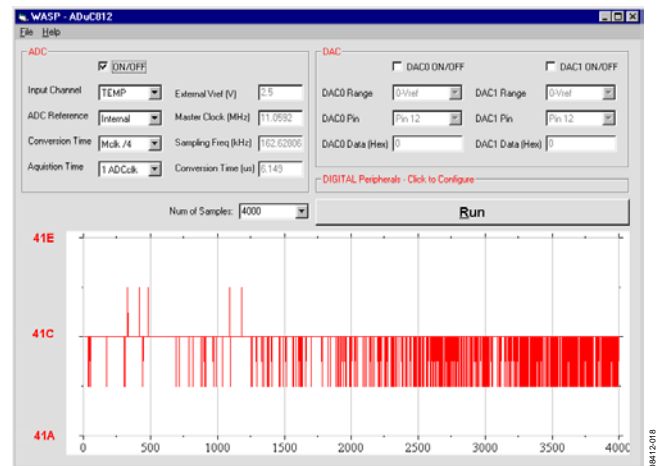 WASP - ADuC812
File Help
ADC
ON/OFF
Input Channel TEMP External Vref (V) 2.5
ADC Reference Internal Master Clock (MHz) 11.0592
Conversion Time Mclk /4 Sampling Freq (kHz) 162.62006
Aquistion Time 1 ADCclk Conversion Time (us) 6.149
DAC
DAC0 ON/OFF DAC1 ON/OFF
DAC0 Range 0-Vref DAC1 Range 0-Vref
DAC0 Pin Pin 12 DAC1 Pin Pin 12
DAC0 Data (Hex) 0 DAC1 Data (Hex) 0
DIGITAL Peripherals - Click to Configure
Num of Samples: 4000
Run
41E
41C
41A
0 500 1000 1500 2000 2500 3000 3500 4000
08412-018